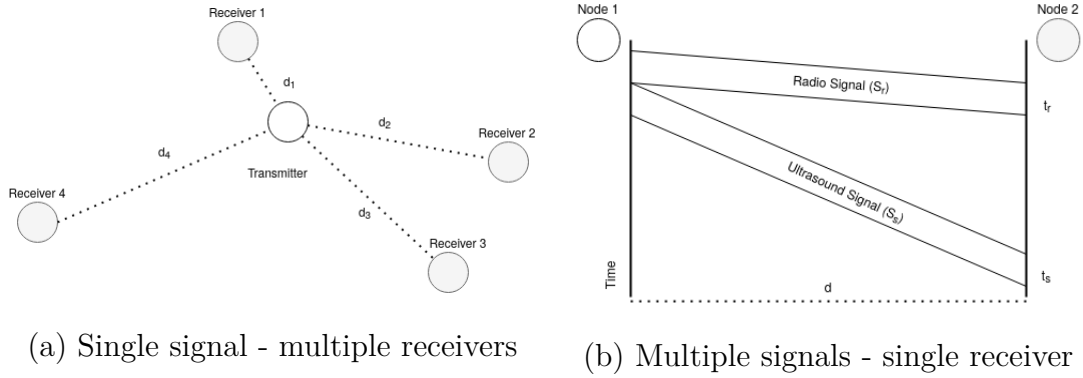 Receiver 1
d1
d2
Receiver 2
d4
Transmitter
Receiver 4
d3
Receiver 3
(a) Single signal - multiple receivers
Node 1
Node 2
Radio Signal (Sr)
tr
Ultrasound Signal (Ss)
Time
ts
d
(b) Multiple signals - single receiver